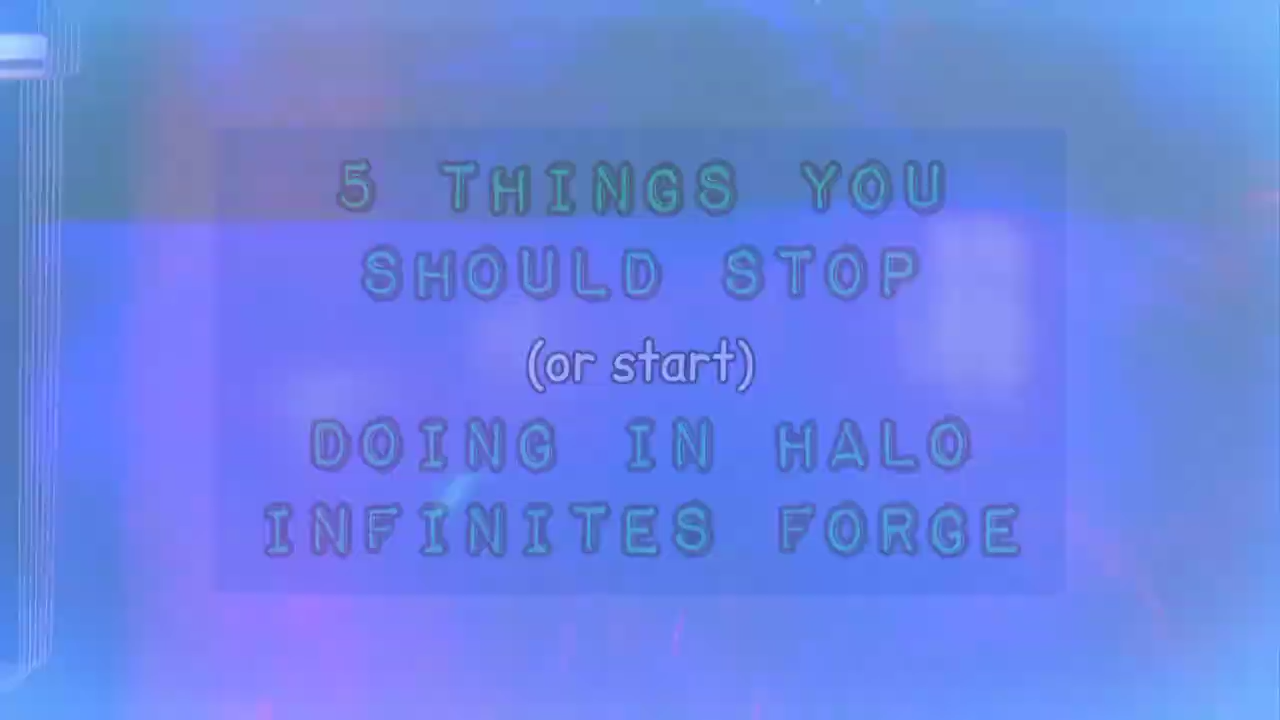 5 THINGS YOU
SHOULD STOP
(or start)
DOING IN HALO
INFINITES FORGE